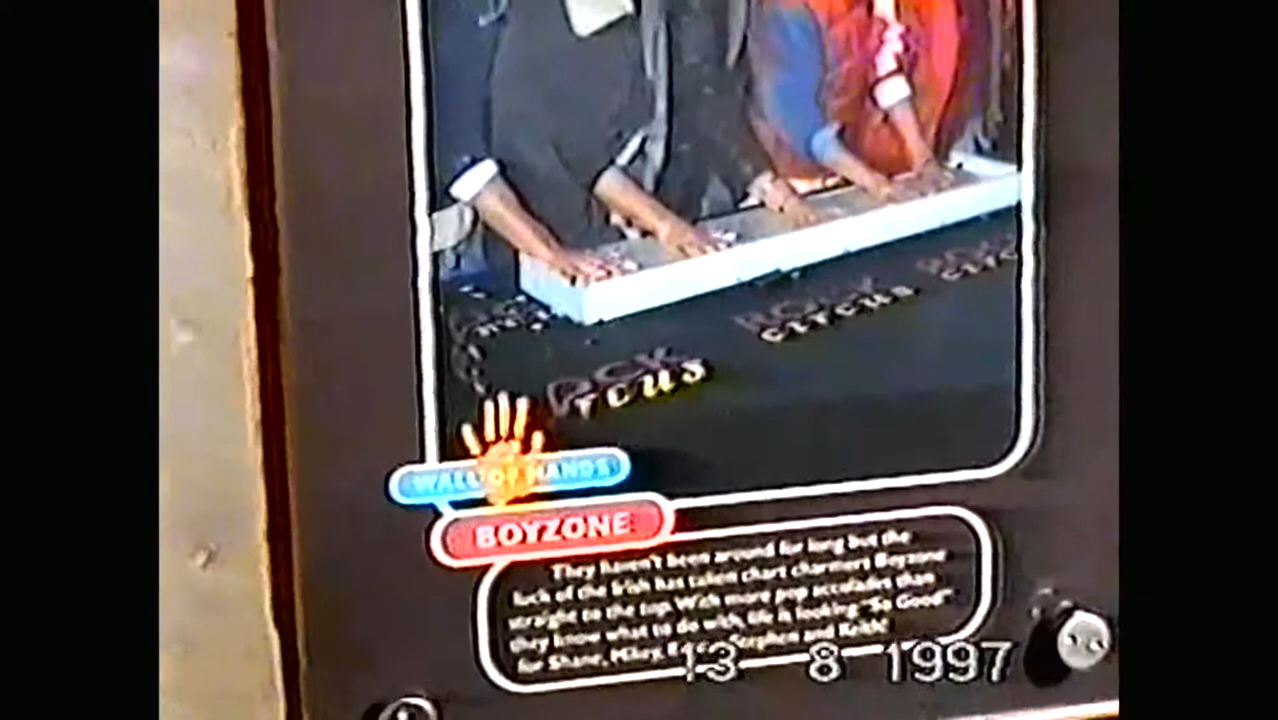 ROCK
CIRCUS
WALL OF HANDS
BOYZONE
They haven't been around for long but the
luck of the Irish has taken chart charmers Boyzone
straight to the top. With more pop accolades than
they know what to do with, life is looking "So Good"
for Shane, Mikey, Stephen and Keith!
13 8 1997